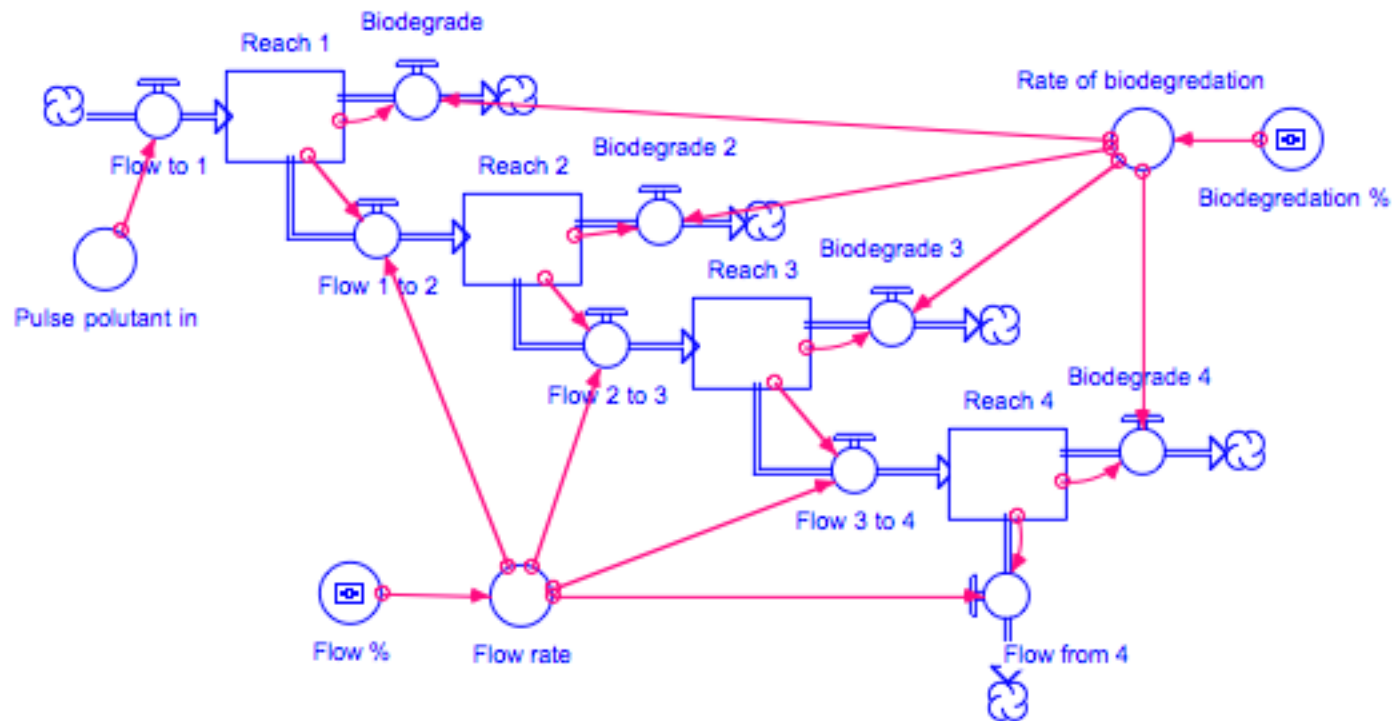 Biodegrade
Reach 1
Rate of biodegredation
Flow to 1
Reach 2
Biodegrade 2
Biodegredation %
Pulse polutant in
Flow 1 to 2
Reach 3
Biodegrade 3
Flow 2 to 3
Reach 4
Biodegrade 4
Flow 3 to 4
Flow %
Flow rate
Flow from 4